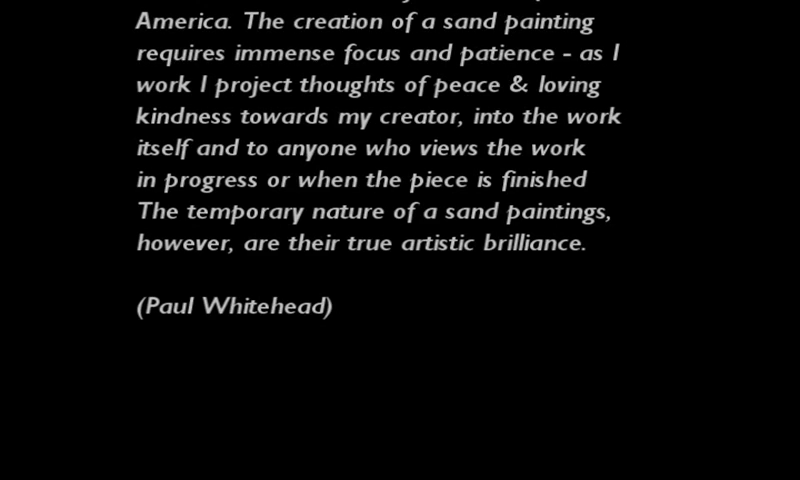 America. The creation of a sand painting
requires immense focus and patience - as I
work I project thoughts of peace & loving
kindness towards my creator, into the work
itself and to anyone who views the work
in progress or when the piece is finished
The temporary nature of a sand paintings,
however, are their true artistic brilliance.
(Paul Whitehead)